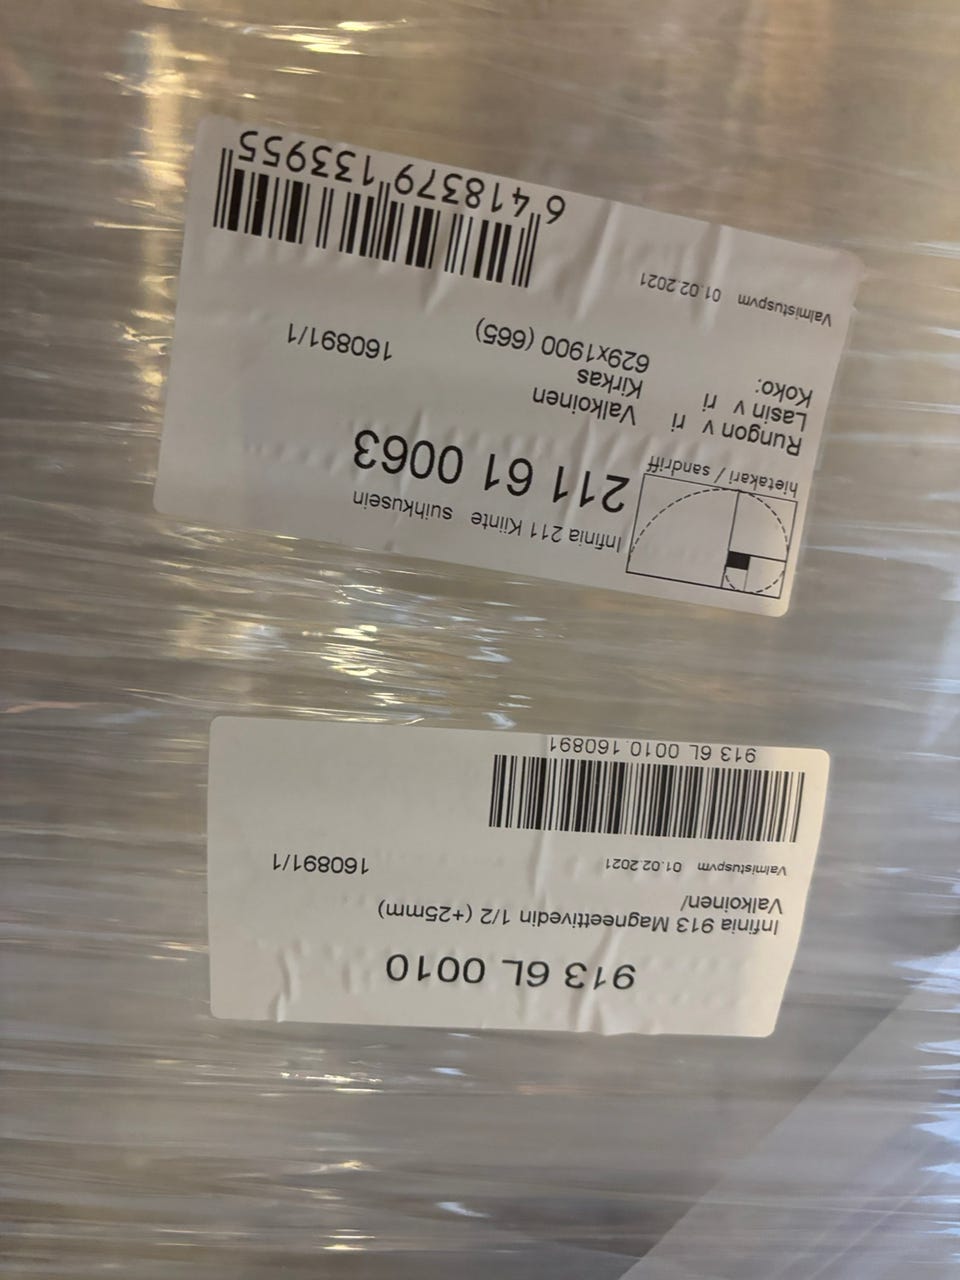 913 6L 0010
Infinia 913 Magneettivedin 1/2 (+25mm)
Valkoinen/
Valmistuspvm 01.02.2021 160891/1
913 6L 0010 160891
hietakari / sandriff
Infinia 211 Kiinte suihkusein
211 61 0063
Rungon v ri Valkoinen
Lasin v ri Kirkas
Koko: 629x1900 (665)
160891/1
Valmistuspvm 01.02.2021
6 418379 133955